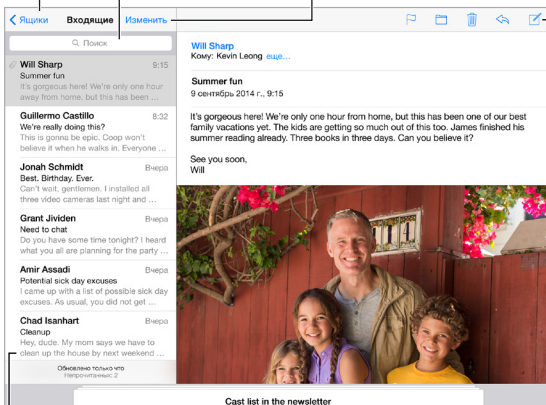 Ящики
Входящие
Изменить
Поиск
Will Sharp 9:15
Summer fun
It's gorgeous here! We're only one hour
away from home, but this has been ...
Guillermo Castillo 8:32
We're really doing this?
This is gonna be epic. Coop won't
believe it when he walks in. Everyone ...
Jonah Schmidt Вчера
Best. Birthday. Ever.
Can't wait, gentlemen. I installed all
three video cameras last night and ...
Grant Jividen Вчера
Need to chat
Do you have some time tonight? I heard
what you all are planning for the party ...
Amir Assadi Вчера
Potential sick day excuses
I came up with a list of possible sick day
excuses. As usual, you did not get ...
Chad Isanhart Вчера
Cleanup
Hey, dude. My mom says we have to
clean up the house by next weekend ...
Обновлено только что
Непрочитанных: 2
Will Sharp
Кому: Kevin Leong еще...
Summer fun
9 сентябрь 2014 г., 9:15
It's gorgeous here! We're only one hour from home, but this has been one of our best
family vacations yet. The kids are getting so much out of this too. James finished his
summer reading already. Three books in three days. Can you believe it?
See you soon,
Will
Cast list in the newsletter